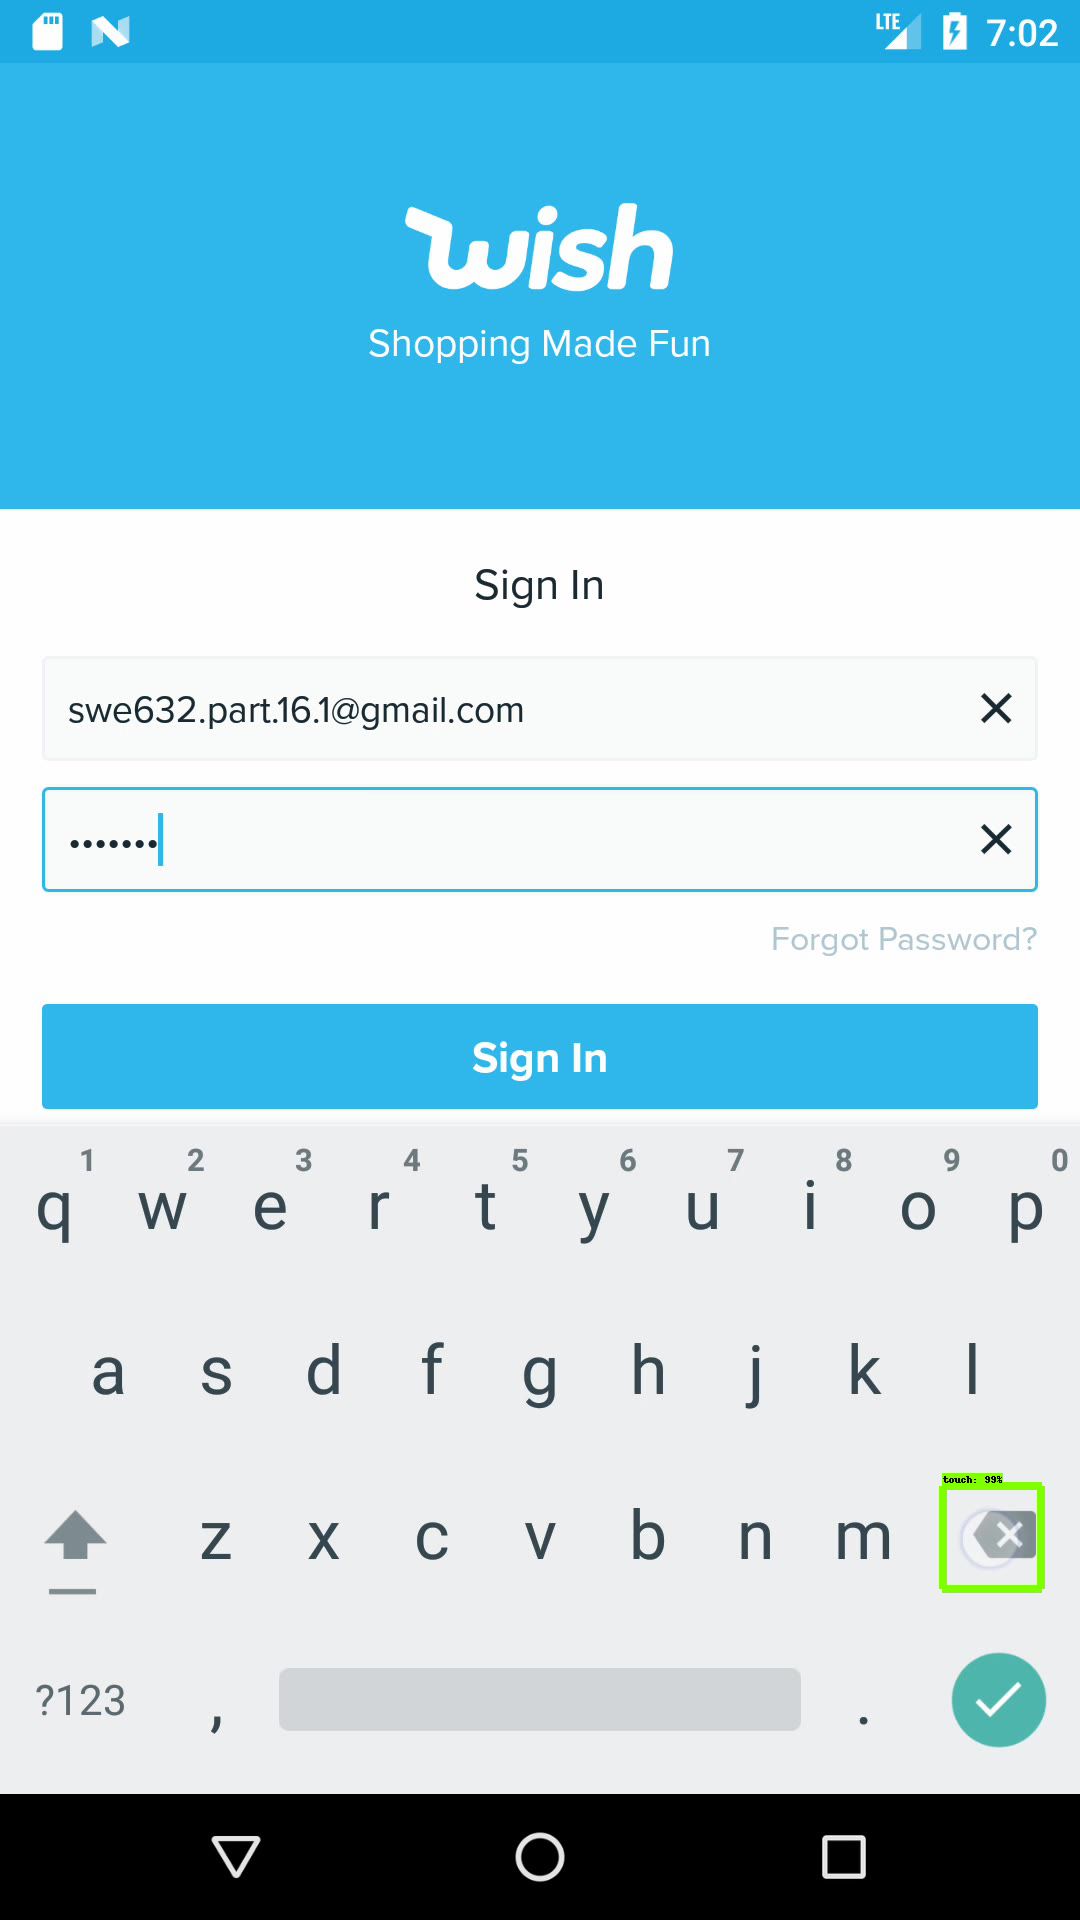 LTE 7:02
wish
Shopping Made Fun
Sign In
swe632.part.16.1@gmail.com
•••••••
Forgot Password?
Sign In
1 2 3 4 5 6 7 8 9 0
q w e r t y u i o p
a s d f g h j k l
touch: 99%
z x c v b n m
?123 , .